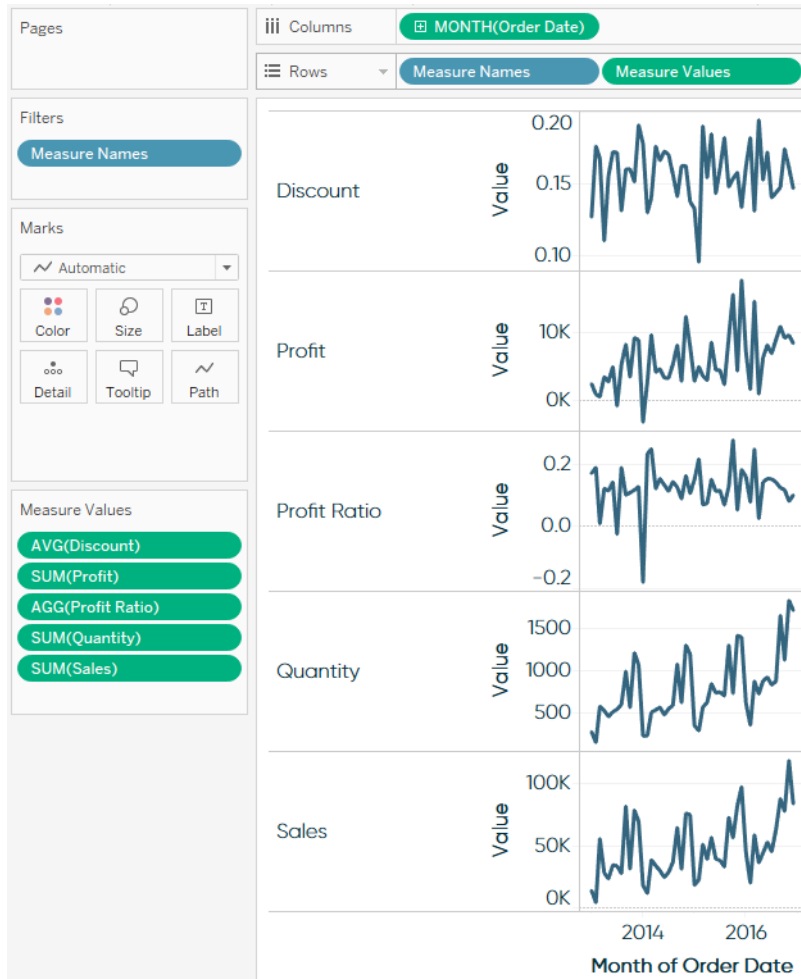 Pages
Columns
MONTH(Order Date)
Rows
Measure Names
Measure Values
Filters
Measure Names
Marks
Automatic
Color
Size
Label
Detail
Tooltip
Path
Measure Values
AVG(Discount)
SUM(Profit)
AGG(Profit Ratio)
SUM(Quantity)
SUM(Sales)
Discount
Value
0.20
0.15
0.10
Profit
Value
10K
0K
Profit Ratio
Value
0.2
0.0
−0.2
Quantity
Value
1500
1000
500
Sales
Value
100K
50K
0K
2014
2016
Month of Order Date